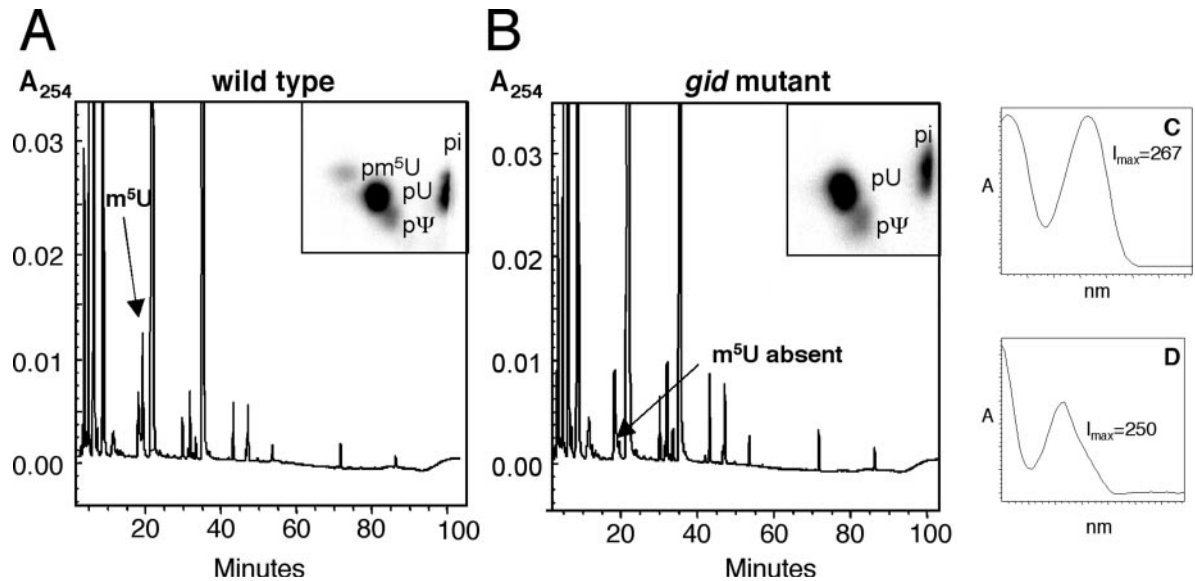 A
B
A254
wild type
A254
gid mutant
C
lmax=267
A
nm
D
lmax=250
A
nm
0.03
0.02
0.01
0.00
m5U
pm5U
pU
pΨ
pi
20
40
60
80
100
Minutes
0.03
0.02
0.01
0.00
m5U absent
pU
pΨ
pi
20
40
60
80
100
Minutes